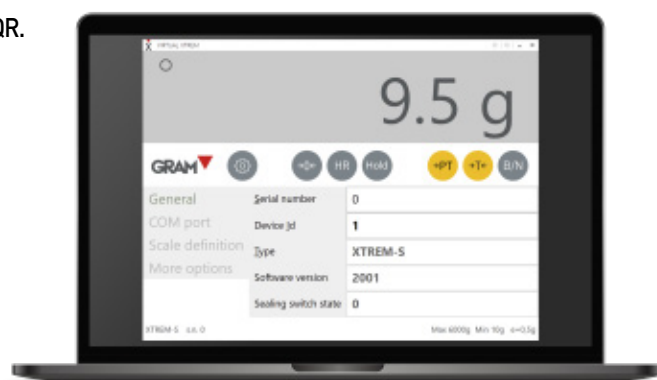 QR.
VIRTUAL XTREM
9.5 g
GRAM
→0← HR Hold →PT →T← B/N
General
COM port
Scale definition
More options
Serial number 0
Device Id 1
Type XTREM-S
Software version 2001
Sealing switch state 0
XTREM-S s.n. 0
Max 6000g Min 10g e=0.5g